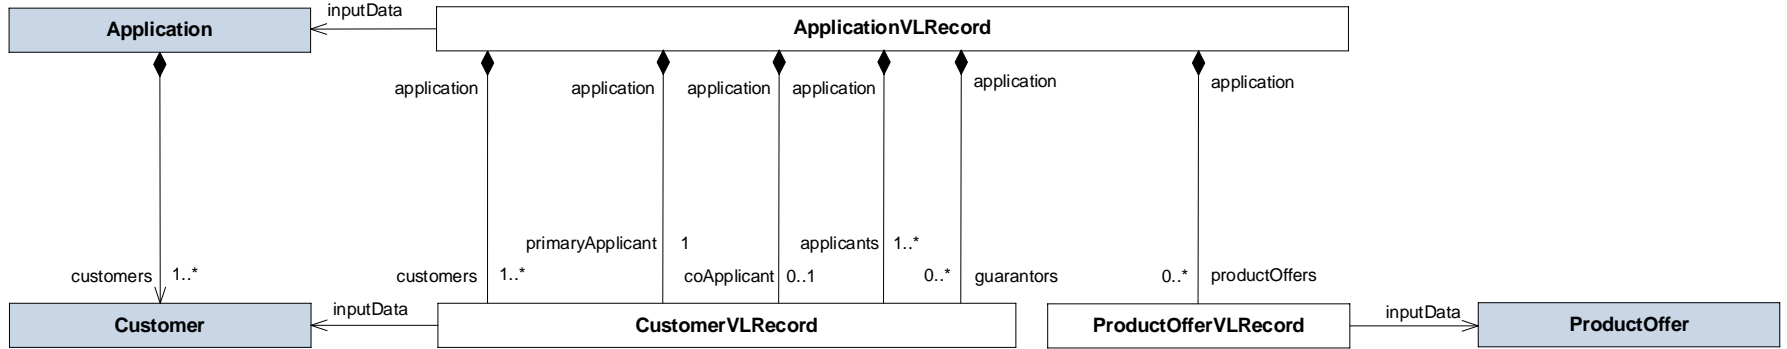 inputData
Application
ApplicationVLRecord
application
application
application
application
application
application
primaryApplicant
1
applicants
1..*
customers
1..*
customers
1..*
coApplicant
0..1
0..*
guarantors
0..*
productOffers
inputData
inputData
Customer
CustomerVLRecord
ProductOfferVLRecord
ProductOffer